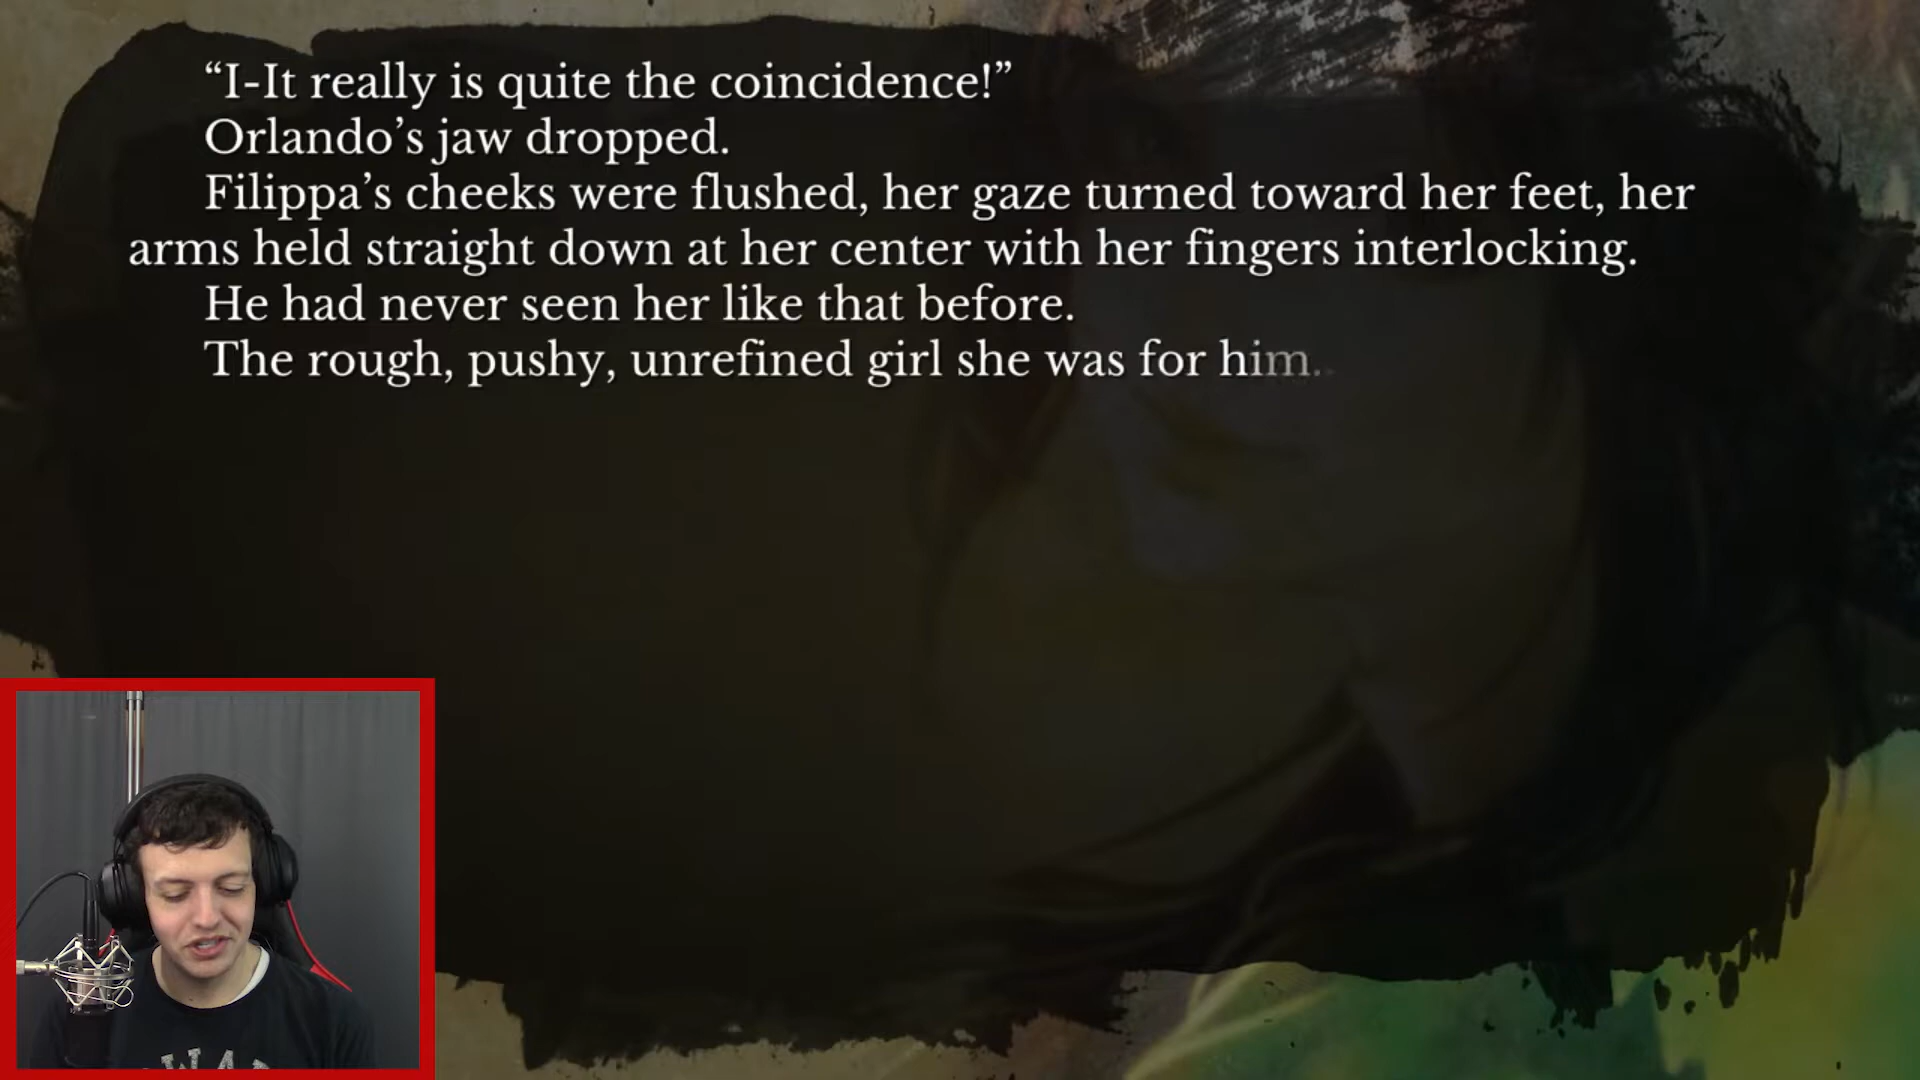 “I-It really is quite the coincidence!”
Orlando’s jaw dropped.
Filippa’s cheeks were flushed, her gaze turned toward her feet, her
arms held straight down at her center with her fingers interlocking.
He had never seen her like that before.
The rough, pushy, unrefined girl she was for him..